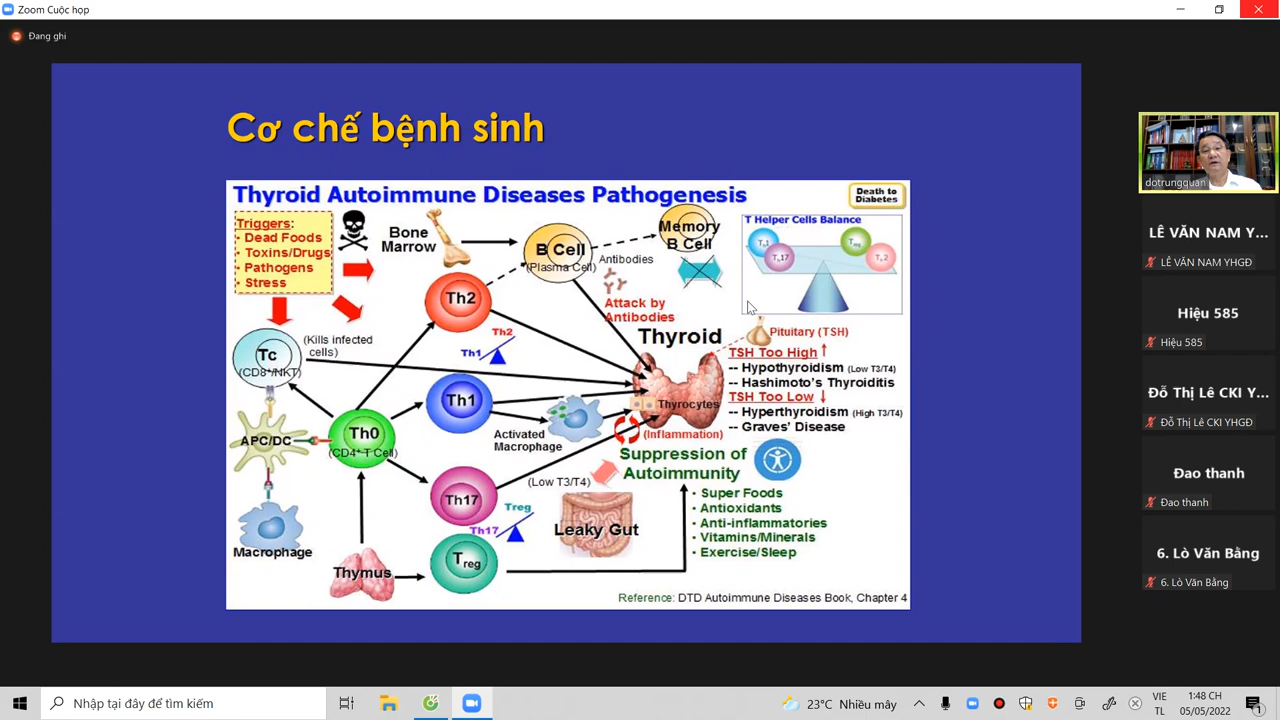 Zoom Cuộc họp
Đang ghi
Cơ chế bệnh sinh
Thyroid Autoimmune Diseases Pathogenesis
Death to
Diabetes
Triggers:
• Dead Foods
• Toxins/Drugs
• Pathogens
• Stress
Bone
Marrow
B Cell
(Plasma Cell)
Memory
B Cell
Antibodies
Attack by
Antibodies
T Helper Cells Balance
Th1
Th17
Treg
Th2
Th2
Th2
Th1
Tc
(CD8⁺/NKT)
(Kills infected
cells)
Thyroid
Thyrocytes
Pituitary (TSH)
TSH Too High ↑
-- Hypothyroidism (Low T3/T4)
-- Hashimoto's Thyroiditis
TSH Too Low ↓
-- Hyperthyroidism (High T3/T4)
-- Graves' Disease
Th1
Activated
Macrophage
(Inflammation)
APC/DC
Th0
(CD4⁺ T Cell)
Suppression of
Autoimmunity
Th17
(Low T3/T4)
Treg
Th17
Leaky Gut
• Super Foods
• Antioxidants
• Anti-inflammatories
• Vitamins/Minerals
• Exercise/Sleep
Macrophage
Thymus
Treg
Reference: DTD Autoimmune Diseases Book, Chapter 4
dotrungquan
LÊ VĂN NAM Y...
LÊ VĂN NAM YHGĐ
Hiệu 585
Hiệu 585
Đỗ Thị Lê CKI Y...
Đỗ Thị Lê CKI YHGĐ
Đao thanh
Đao thanh
6. Lò Văn Bằng
6. Lò Văn Bằng
Nhập tại đây để tìm kiếm
23°C Nhiều mây
VIE
TL
1:48 CH
05/05/2022
1